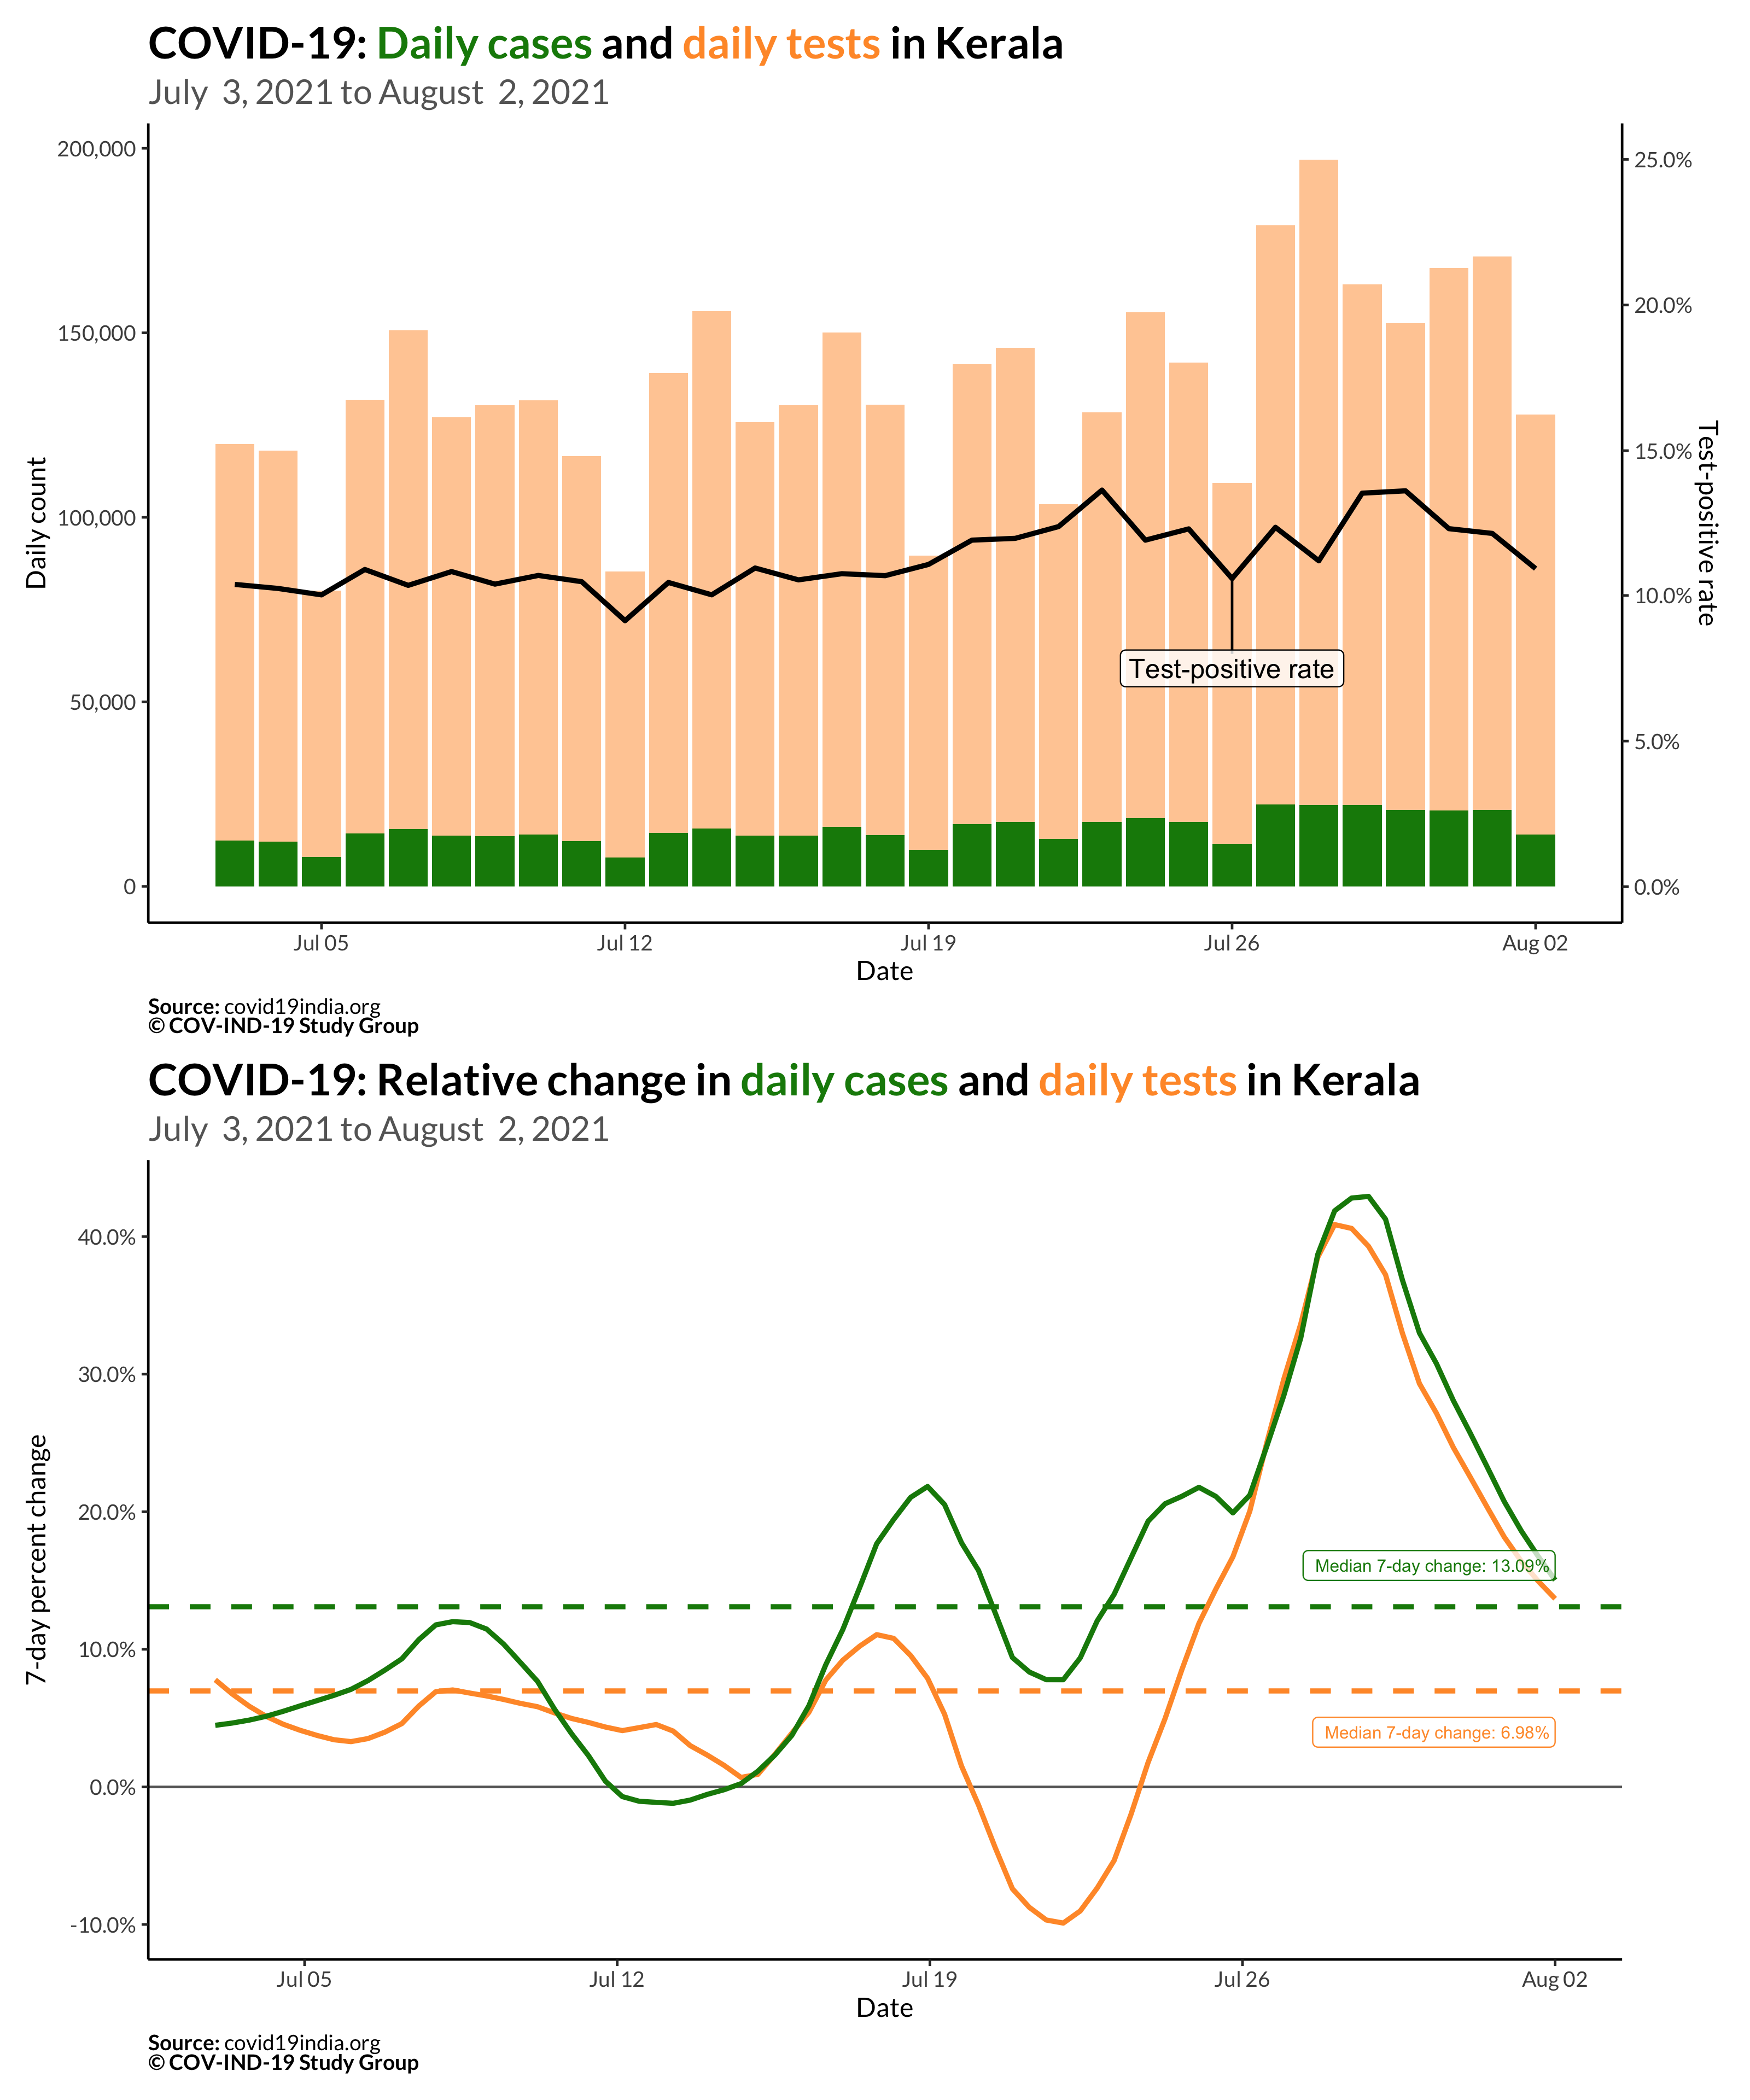 COVID-19: Daily cases and daily tests in Kerala
July 3, 2021 to August 2, 2021
200,000
150,000
100,000
50,000
0
Daily count
25.0%
20.0%
15.0%
10.0%
5.0%
0.0%
Test-positive rate
Test-positive rate
Jul 05
Jul 12
Jul 19
Jul 26
Aug 02
Date
Source: covid19india.org
© COV-IND-19 Study Group
COVID-19: Relative change in daily cases and daily tests in Kerala
July 3, 2021 to August 2, 2021
40.0%
30.0%
20.0%
10.0%
0.0%
-10.0%
7-day percent change
Median 7-day change: 13.09%
Median 7-day change: 6.98%
Jul 05
Jul 12
Jul 19
Jul 26
Aug 02
Date
Source: covid19india.org
© COV-IND-19 Study Group